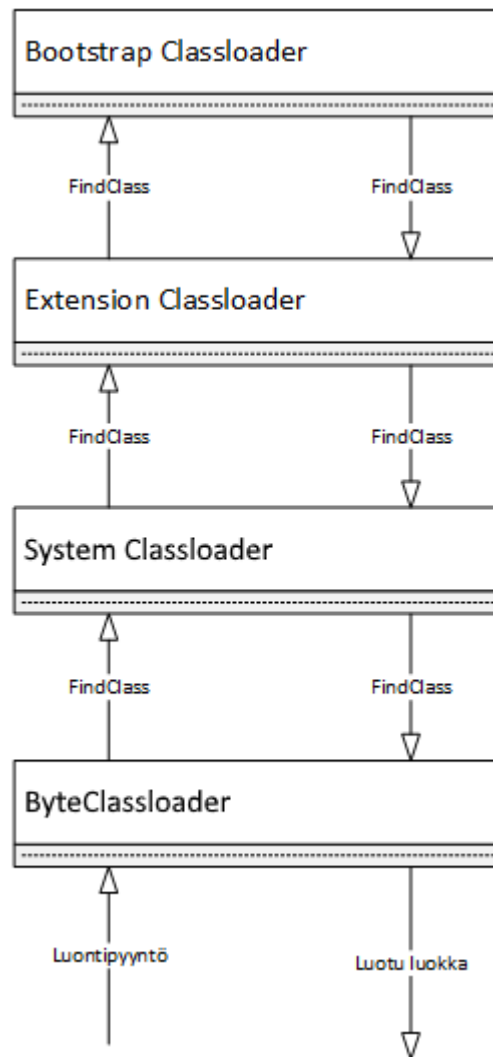 Bootstrap Classloader
FindClass FindClass
Extension Classloader
FindClass FindClass
System Classloader
FindClass FindClass
ByteClassloader
Luontipyyntö Luotu luokka